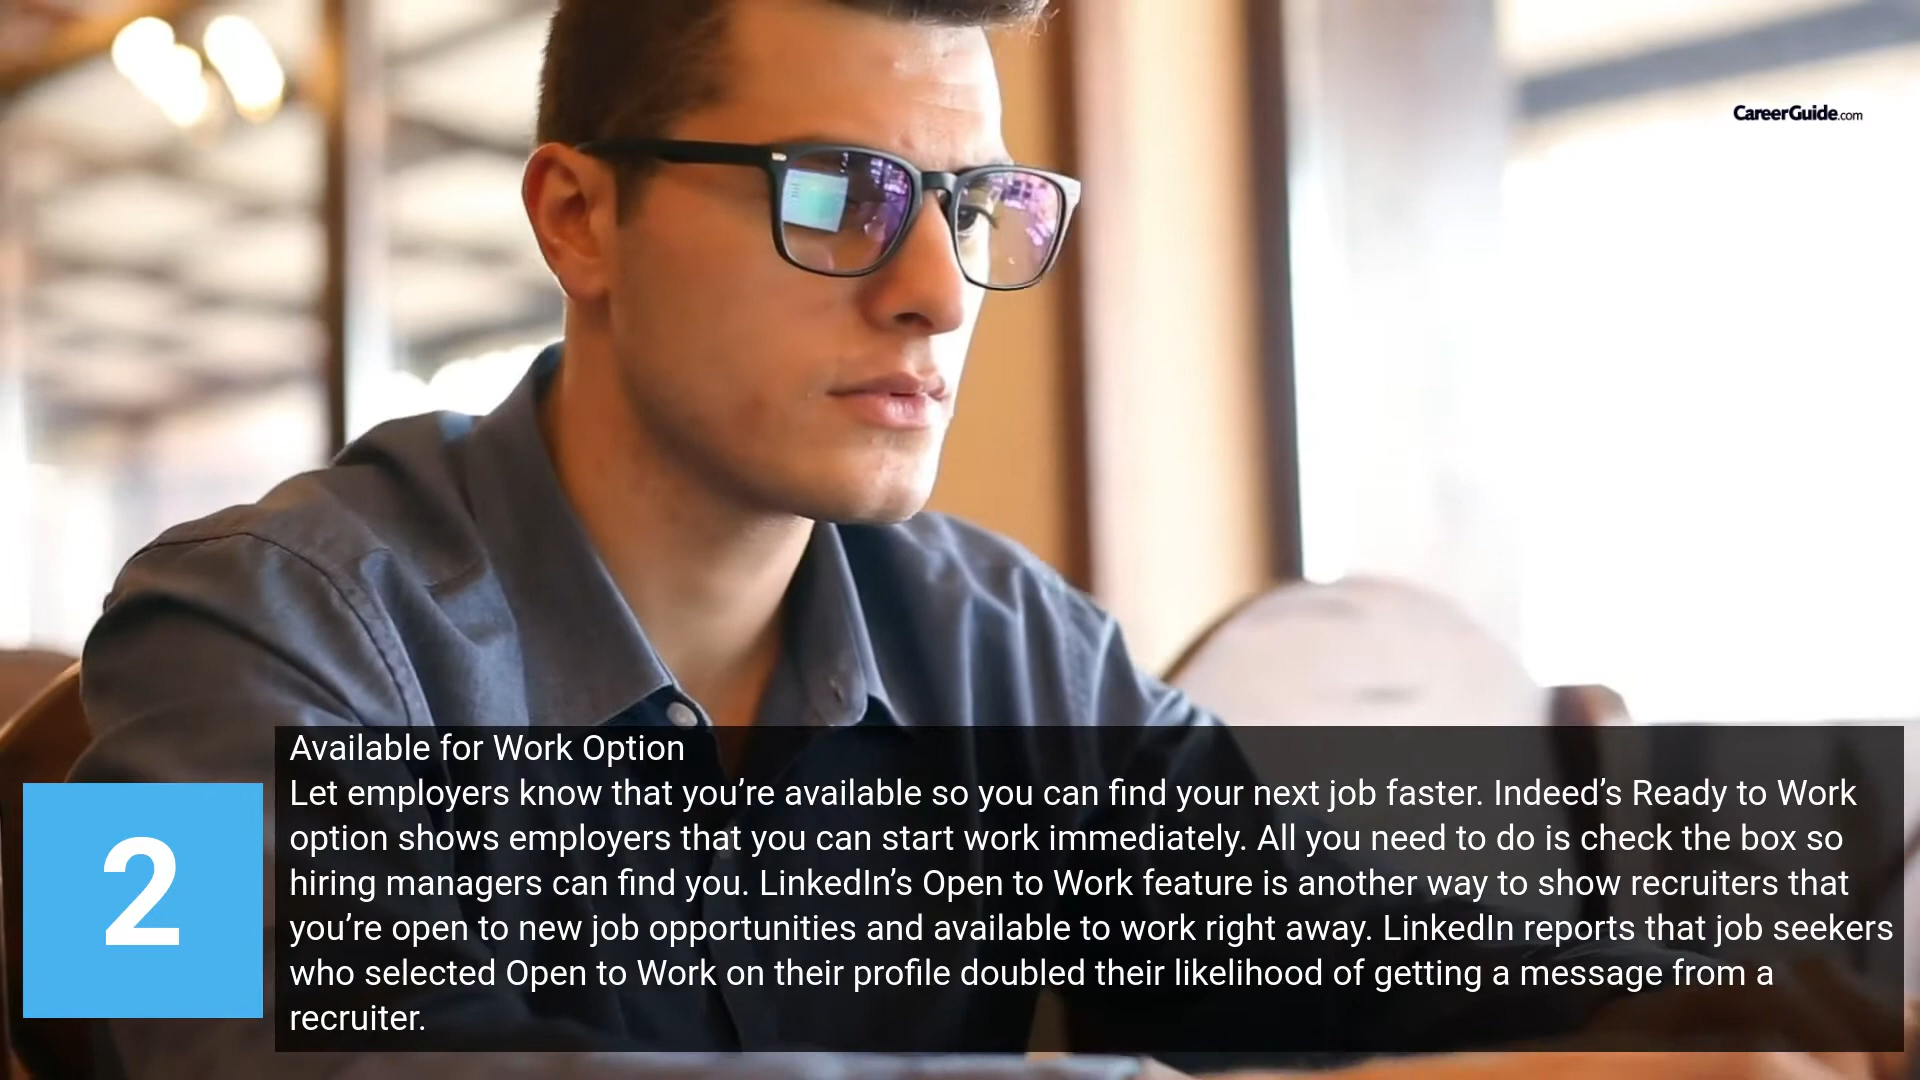 CareerGuide.com
Available for Work Option
Let employers know that you’re available so you can find your next job faster. Indeed’s Ready to Work
option shows employers that you can start work immediately. All you need to do is check the box so
hiring managers can find you. LinkedIn’s Open to Work feature is another way to show recruiters that
you’re open to new job opportunities and available to work right away. LinkedIn reports that job seekers
who selected Open to Work on their profile doubled their likelihood of getting a message from a
recruiter.
2